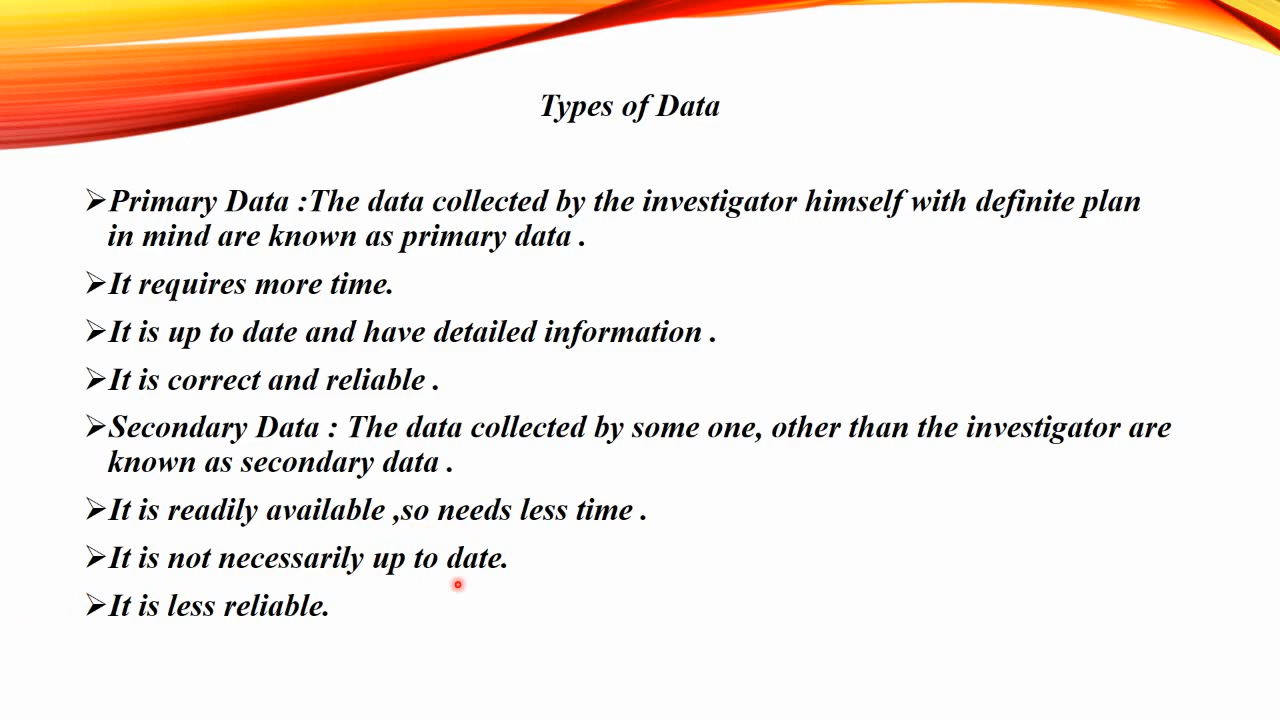 Types of Data
➢Primary Data :The data collected by the investigator himself with definite plan
in mind are known as primary data .
➢It requires more time.
➢It is up to date and have detailed information .
➢It is correct and reliable .
➢Secondary Data : The data collected by some one, other than the investigator are
known as secondary data .
➢It is readily available ,so needs less time .
➢It is not necessarily up to date.
➢It is less reliable.